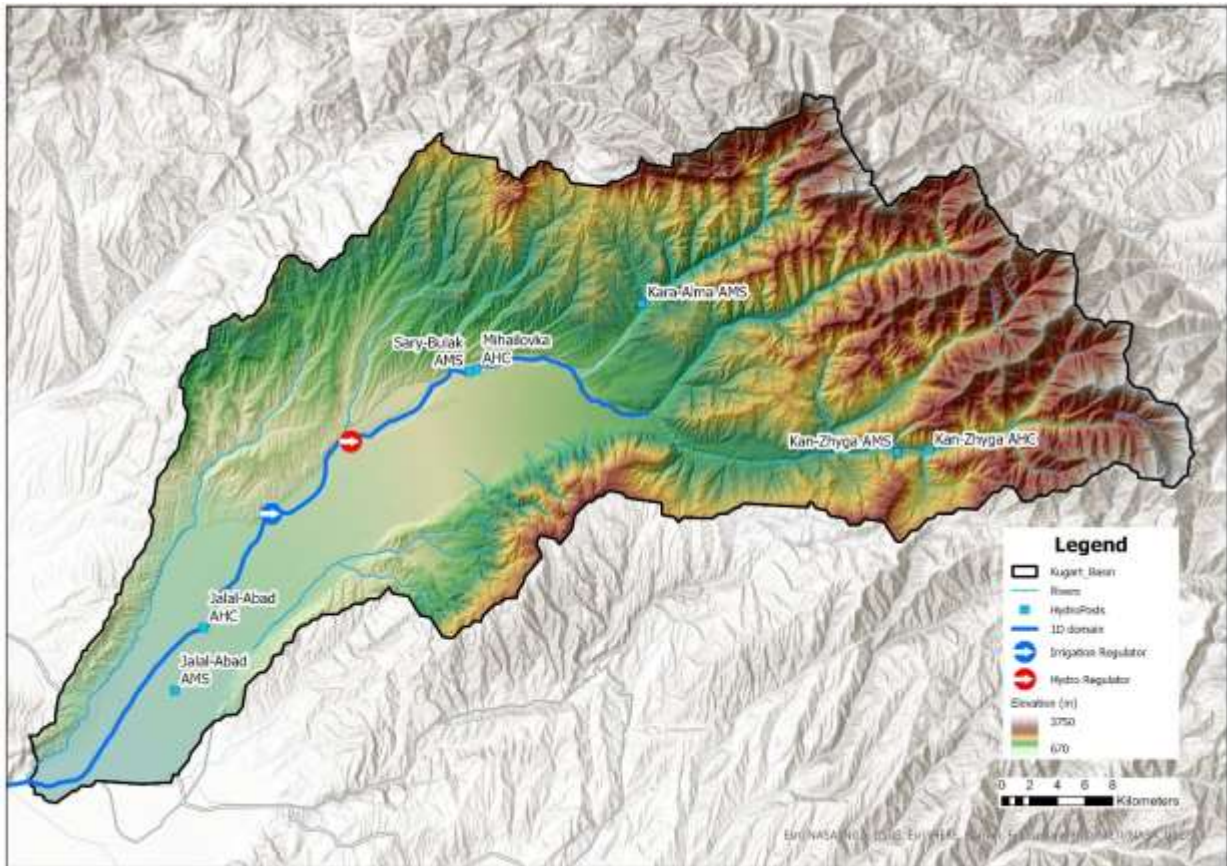 Kara-Alma AMS
Sary-Bulak
AMS
Mihailovka
AHC
Kan-Zhyga AMS
Kan-Zhyga AHC
Jalal-Abad
AHC
Jalal-Abad
AMS
Legend
Kugart_Basin
Rivers
HydroPosts
1D domain
Irrigation Regulator
Hydro Regulator
Elevation (m)
3750
670
0 2 4 6 8
Kilometers